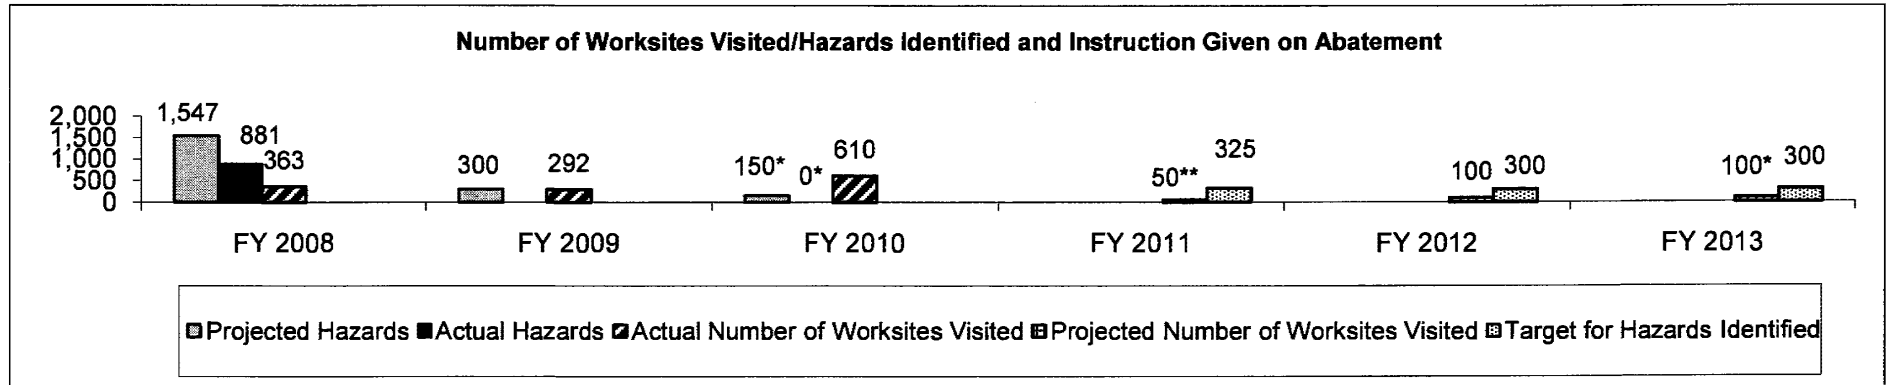 Number of Worksites Visited/Hazards Identified and Instruction Given on Abatement
2,000
1,500
1,000
500
0
1,547
881
363
300
292
150*
0*
610
50**
325
100
300
100*
300
FY 2008
FY 2009
FY 2010
FY 2011
FY 2012
FY 2013
Projected Hazards Actual Hazards Actual Number of Worksites Visited Projected Number of Worksites Visited Target for Hazards Identified